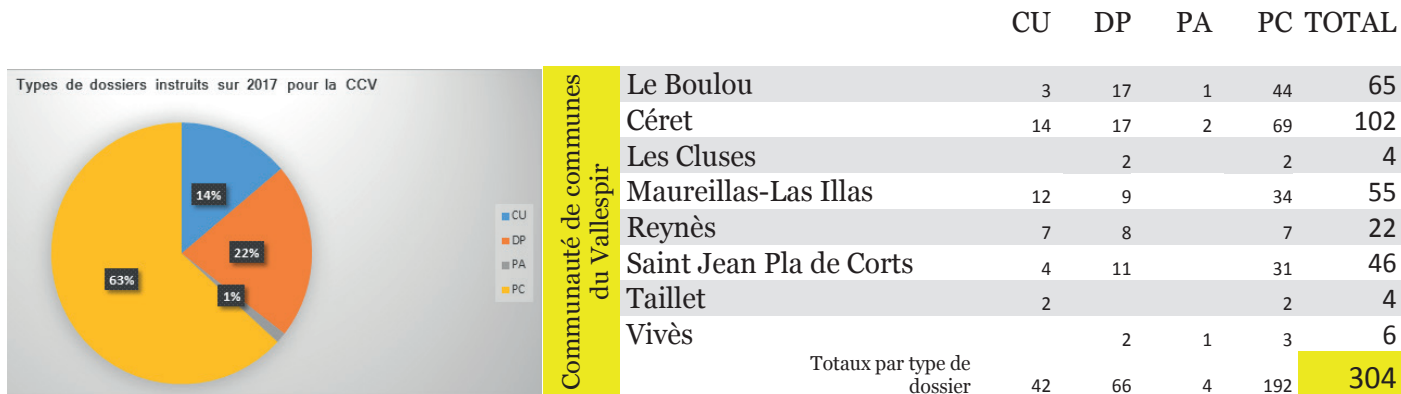 Types de dossiers instruits sur 2017 pour la CCV
14%
22%
1%
63%
CU
DP
PA
PC
Communauté de communes
du Vallespir
CU DP PA PC TOTAL
Le Boulou 3 17 1 44 65
Céret 14 17 2 69 102
Les Cluses 2 2 4
Maureillas-Las Illas 12 9 34 55
Reynès 7 8 7 22
Saint Jean Pla de Corts 4 11 31 46
Taillet 2 2 4
Vivès 2 1 3 6
Totaux par type de
dossier 42 66 4 192 304